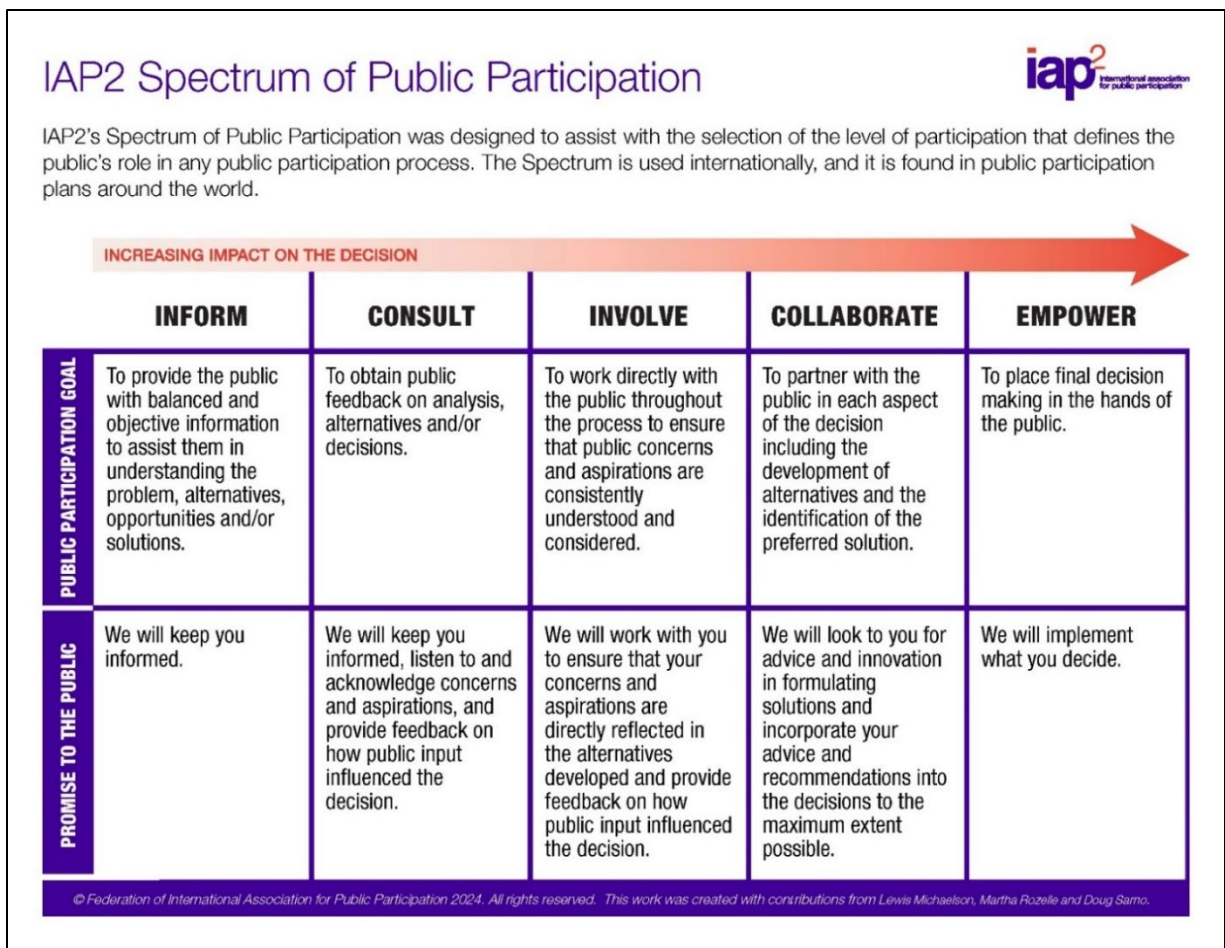 IAP2 Spectrum of Public Participation
iap2
international association
for public participation
IAP2's Spectrum of Public Participation was designed to assist with the selection of the level of participation that defines the
public's role in any public participation process. The Spectrum is used internationally, and it is found in public participation
plans around the world.
INCREASING IMPACT ON THE DECISION
INFORM
CONSULT
INVOLVE
COLLABORATE
EMPOWER
PUBLIC PARTICIPATION GOAL
To provide the public
with balanced and
objective information
to assist them in
understanding the
problem, alternatives,
opportunities and/or
solutions.
To obtain public
feedback on analysis,
alternatives and/or
decisions.
To work directly with
the public throughout
the process to ensure
that public concerns
and aspirations are
consistently
understood and
considered.
To partner with the
public in each aspect
of the decision
including the
development of
alternatives and the
identification of the
preferred solution.
To place final decision
making in the hands of
the public.
PROMISE TO THE PUBLIC
We will keep you
informed.
We will keep you
informed, listen to and
acknowledge concerns
and aspirations, and
provide feedback on
how public input
influenced the
decision.
We will work with you
to ensure that your
concerns and
aspirations are
directly reflected in
the alternatives
developed and provide
feedback on how
public input influenced
the decision.
We will look to you for
advice and innovation
in formulating
solutions and
incorporate your
advice and
recommendations into
the decisions to the
maximum extent
possible.
We will implement
what you decide.
© Federation of International Association for Public Participation 2024. All rights reserved. This work was created with contributions from Lewis Michaelson, Martha Rozelle and Doug Sarno.